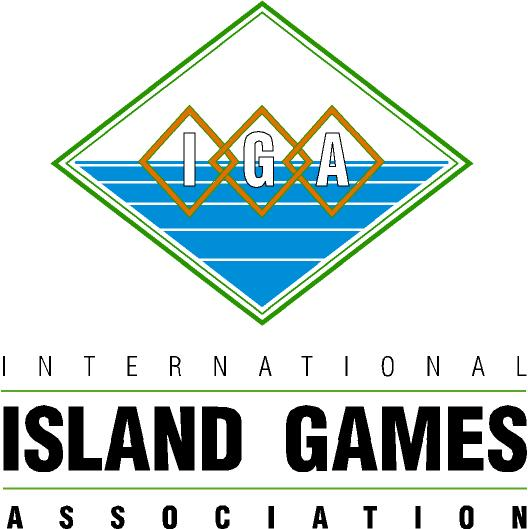 IGA
INTERNATIONAL
ISLAND GAMES
ASSOCIATION